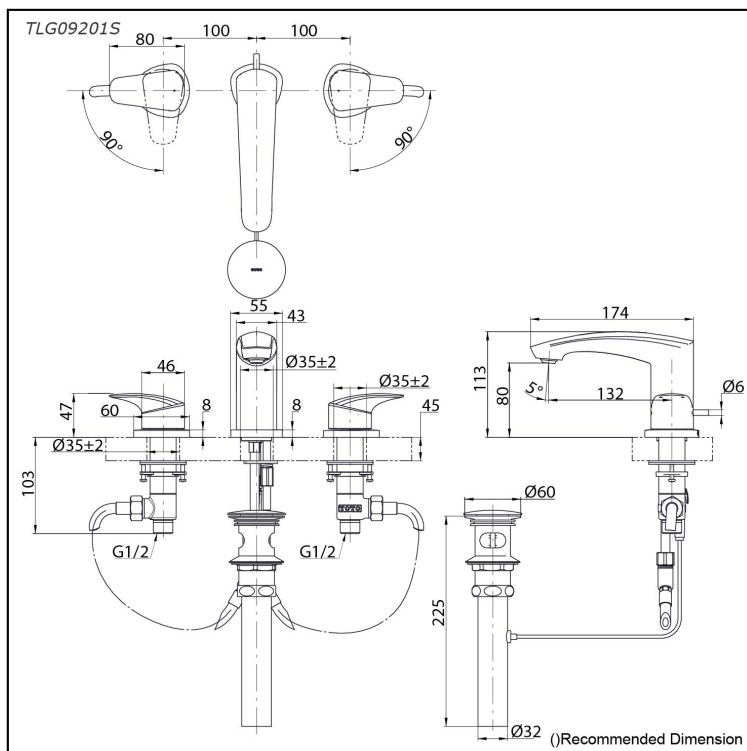 TLG09201S
100
100
80
90°
90°
TOTO
55
43
174
46
Ø35±2
Ø35±2
113
Ø6
47
60
8
8
45
80
5°
132
Ø35±2
103
TOTO
Ø60
G1/2
G1/2
225
Ø32
()Recommended Dimension